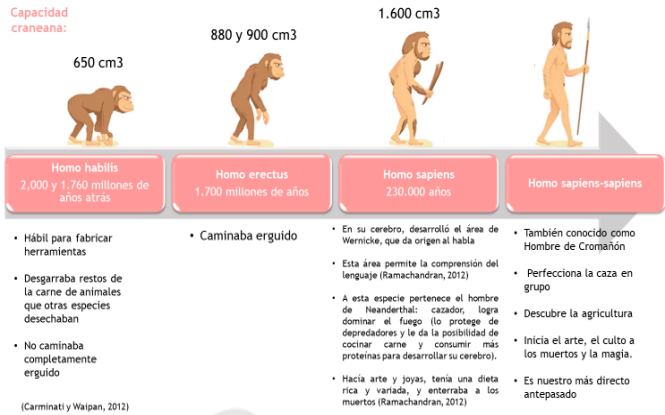 Capacidad
craneana:
650 cm3
880 y 900 cm3
1.600 cm3
Homo habilis
2,000 y 1.760 millones de
años atrás
Homo erectus
1.700 millones de años
Homo sapiens
230.000 años
Homo sapiens-sapiens
• Hábil para fabricar
herramientas
• Desgarraba restos de
la carne de animales
que otras especies
desechaban
• No caminaba
completamente
erguido
(Carminati y Waipan, 2012)
• Caminaba erguido
• En su cerebro, desarrolló el área de
Wernicke, que da origen al habla
• Esta área permite la comprensión del
lenguaje (Ramachandran, 2012)
• A esta especie pertenece el hombre
de Neanderthal: cazador, logra
dominar el fuego (lo protege de
depredadores y le da la posibilidad de
cocinar carne y consumir más
proteínas para desarrollar su cerebro).
• Hacía arte y joyas, tenía una dieta
rica y variada, y enterraba a los
muertos (Ramachandran, 2012)
• También conocido como
Hombre de Cromañón
• Perfecciona la caza en
grupo
• Descubre la agricultura
• Inicia el arte, el culto a
los muertos y la magia.
• Es nuestro más directo
antepasado